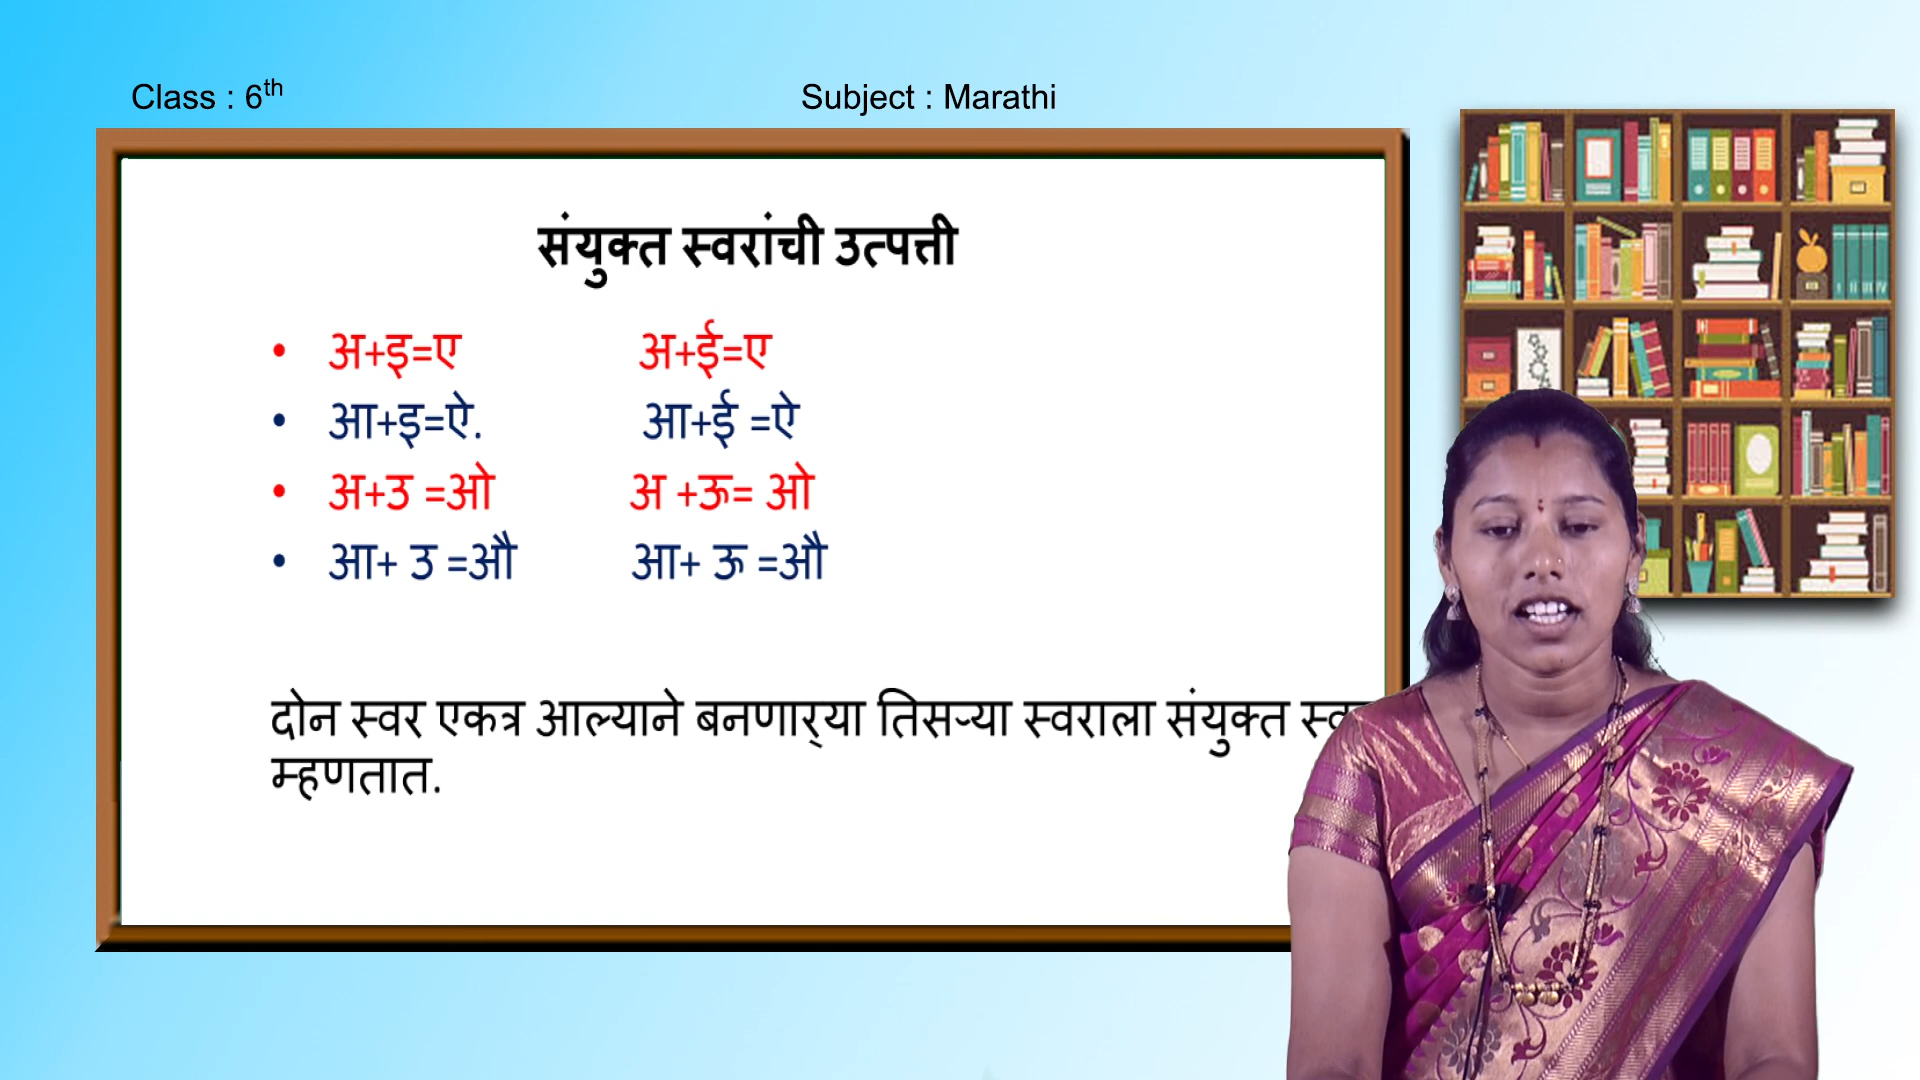 Class : 6th
Subject : Marathi
संयुक्त स्वरांची उत्पत्ती
• अ+इ=ए अ+ई=ए
• आ+इ=ऐ. आ+ई =ऐ
• अ+उ =ओ अ +ऊ= ओ
• आ+ उ =औ आ+ ऊ =औ
दोन स्वर एकत्र आल्याने बनणार्‍या तिसऱ्या स्वराला संयुक्त
म्हणतात.